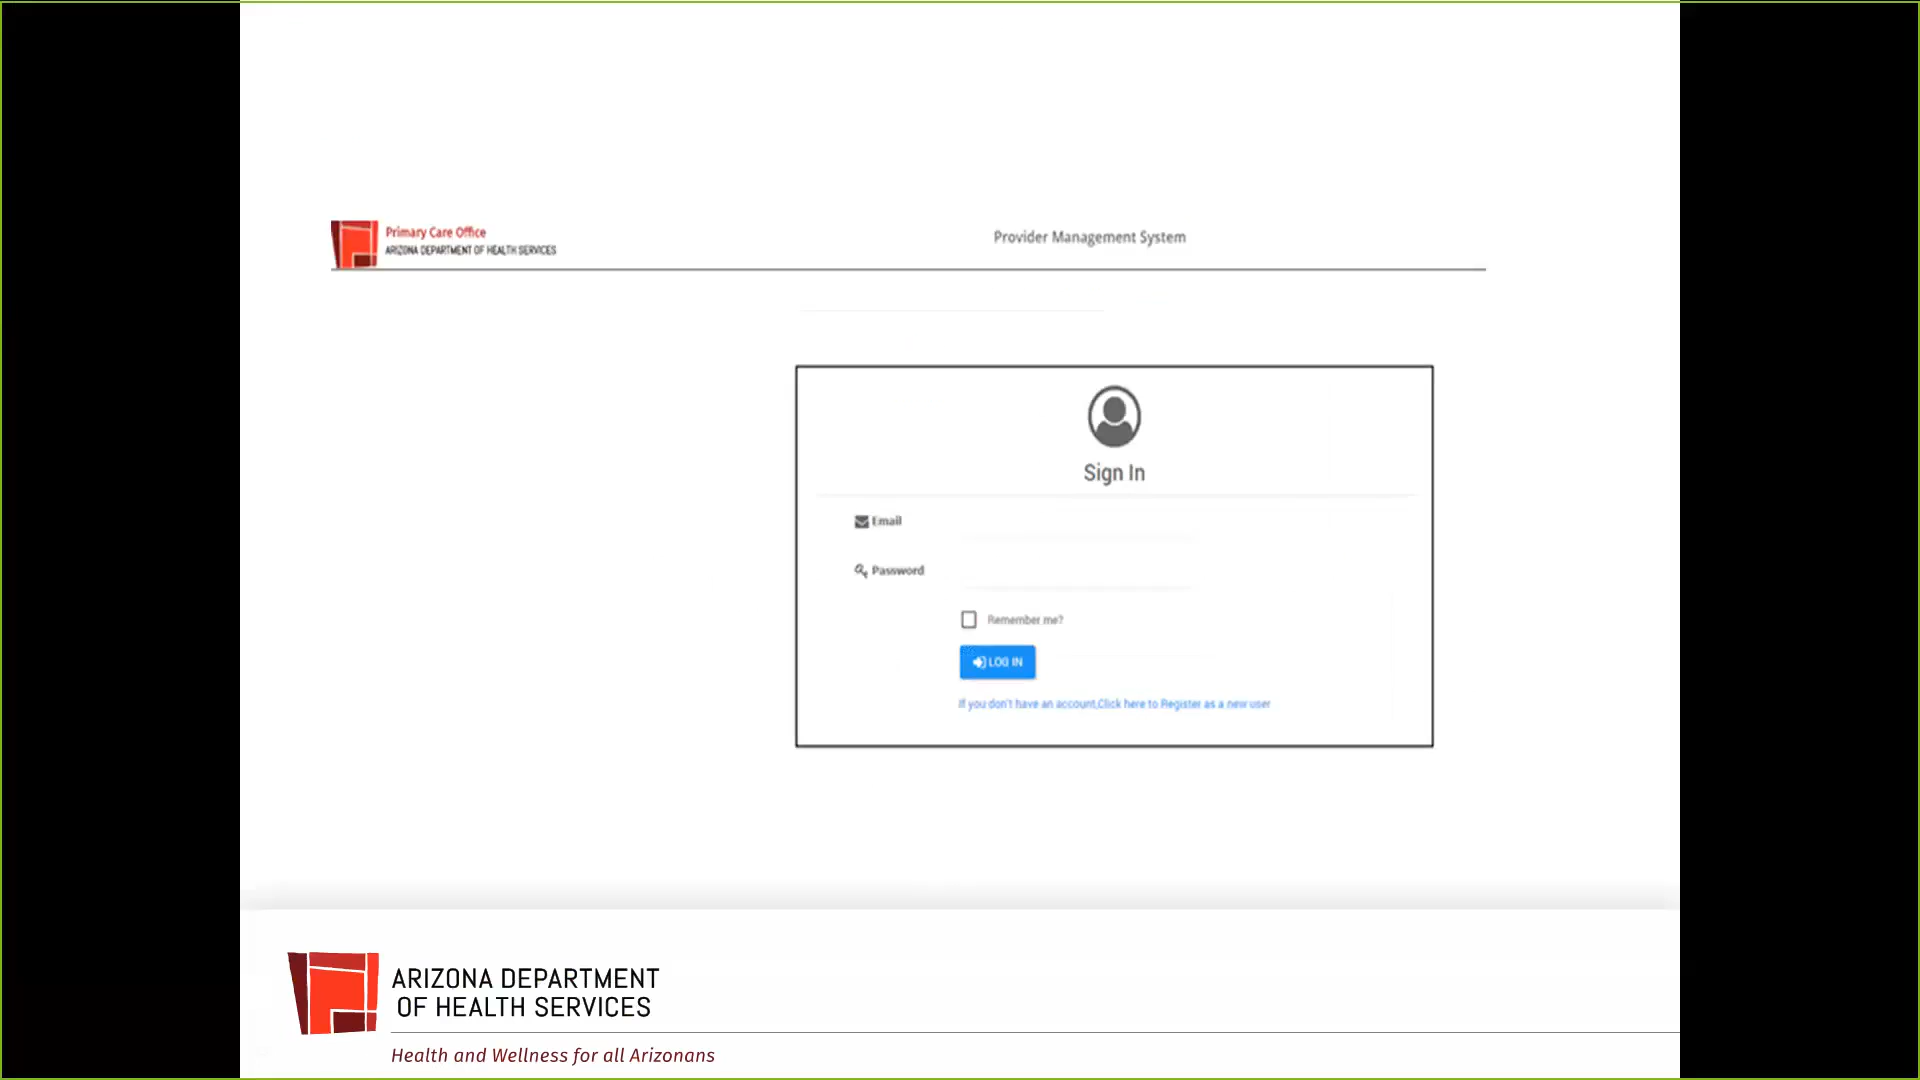 Primary Care Office
ARIZONA DEPARTMENT OF HEALTH SERVICES
Provider Management System
Sign In
Email
Password
Remember me?
LOG IN
If you don't have an account,Click here to Register as a new user
ARIZONA DEPARTMENT
OF HEALTH SERVICES
Health and Wellness for all Arizonans